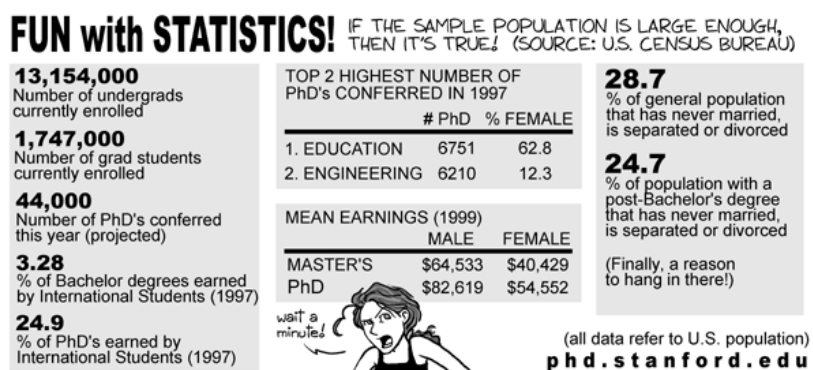 FUN with STATISTICS!
IF THE SAMPLE POPULATION IS LARGE ENOUGH,
THEN IT'S TRUE! (SOURCE: U.S. CENSUS BUREAU)
13,154,000
Number of undergrads
currently enrolled
1,747,000
Number of grad students
currently enrolled
44,000
Number of PhD's conferred
this year (projected)
3.28
% of Bachelor degrees earned
by International Students (1997)
24.9
% of PhD's earned by
International Students (1997)
TOP 2 HIGHEST NUMBER OF
PhD's CONFERRED IN 1997
# PhD % FEMALE
1. EDUCATION 6751 62.8
2. ENGINEERING 6210 12.3
MEAN EARNINGS (1999)
MALE FEMALE
MASTER'S $64,533 $40,429
PhD $82,619 $54,552
wait a
minute!
28.7
% of general population
that has never married,
is separated or divorced
24.7
% of population with a
post-Bachelor's degree
that has never married,
is separated or divorced
(Finally, a reason
to hang in there!)
(all data refer to U.S. population)
phd.stanford.edu